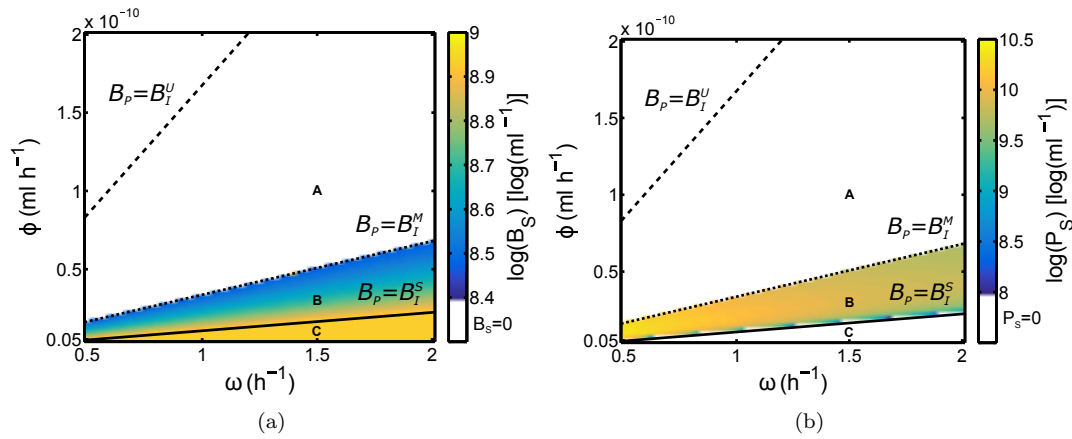 x 10⁻¹⁰
2
1.5
1
0.5
0.05
ϕ (ml h⁻¹)
B_P=B_I^U
A
B_P=B_I^M
B_P=B_I^S
B
C
0.5 1 1.5 2
ω (h⁻¹)
9
8.9
8.8
8.7
8.6
8.5
8.4
B_S=0
log(B_S) [log(ml⁻¹)]
(a)
x 10⁻¹⁰
2
1.5
1
0.5
0.05
ϕ (ml h⁻¹)
B_P=B_I^U
A
B_P=B_I^M
B_P=B_I^S
B
C
0.5 1 1.5 2
ω (h⁻¹)
10.5
10
9.5
9
8.5
8
P_S=0
log(P_S) [log(ml⁻¹)]
(b)